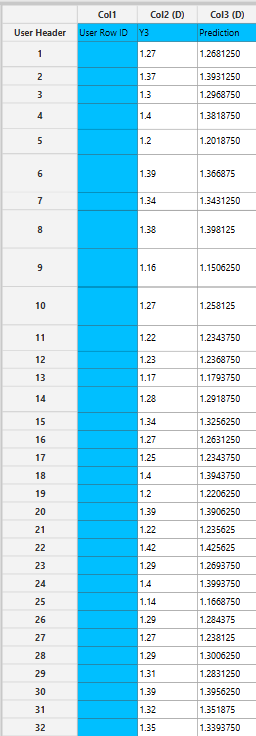 Col1 Col2 (D) Col3 (D)
User Header User Row ID Y3 Prediction
1 1.27 1.2681250
2 1.37 1.3931250
3 1.3 1.2968750
4 1.4 1.3818750
5 1.2 1.2018750
6 1.39 1.366875
7 1.34 1.3431250
8 1.38 1.398125
9 1.16 1.1506250
10 1.27 1.258125
11 1.22 1.2343750
12 1.23 1.2368750
13 1.17 1.1793750
14 1.28 1.2918750
15 1.34 1.3256250
16 1.27 1.2631250
17 1.25 1.2343750
18 1.4 1.3943750
19 1.2 1.2206250
20 1.39 1.3906250
21 1.22 1.235625
22 1.42 1.425625
23 1.29 1.2693750
24 1.4 1.3993750
25 1.14 1.1668750
26 1.29 1.284375
27 1.27 1.238125
28 1.29 1.3006250
29 1.31 1.2831250
30 1.39 1.3956250
31 1.32 1.351875
32 1.35 1.3393750